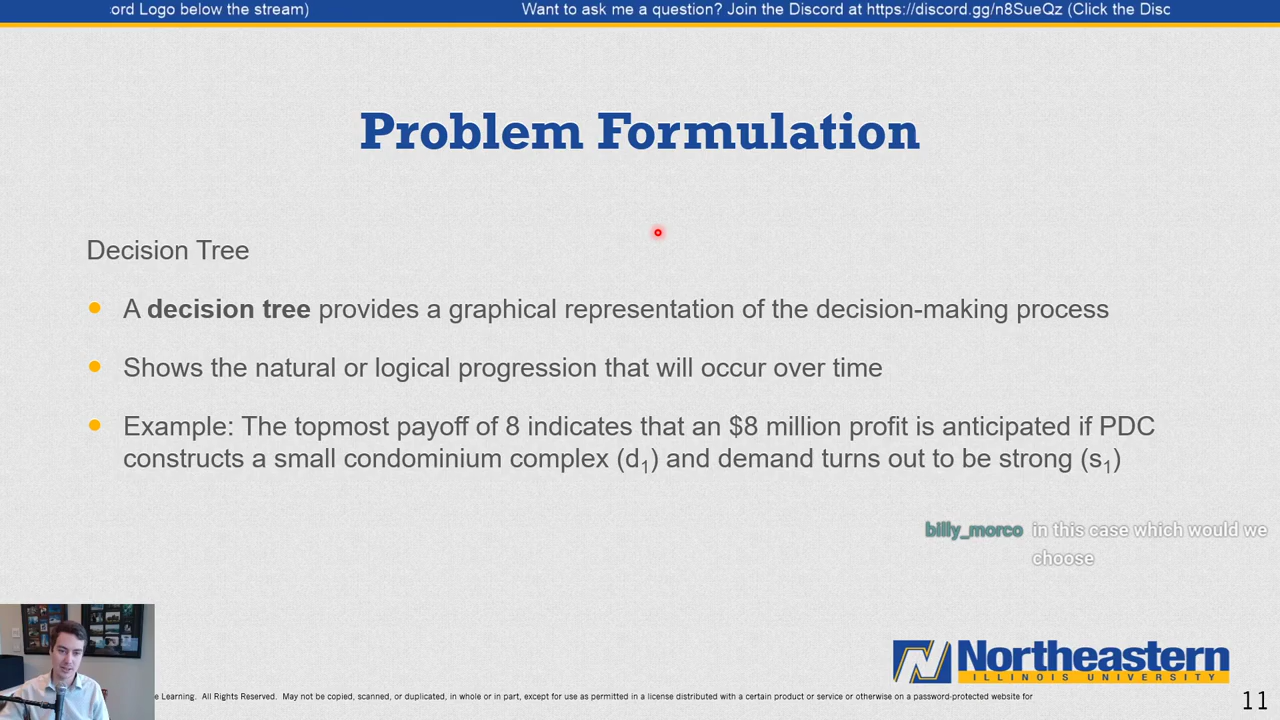 ord Logo below the stream) Want to ask me a question? Join the Discord at https://discord.gg/n8SueQz (Click the Disc
Problem Formulation
Decision Tree
A decision tree provides a graphical representation of the decision-making process
Shows the natural or logical progression that will occur over time
Example: The topmost payoff of 8 indicates that an $8 million profit is anticipated if PDC
constructs a small condominium complex (d1) and demand turns out to be strong (s1)
billy_morco in this case which would we
choose
Northeastern
ILLINOIS UNIVERSITY
e Learning. All Rights Reserved. May not be copied, scanned, or duplicated, in whole or in part, except for use as permitted in a license distributed with a certain product or service or otherwise on a password-protected website for
11